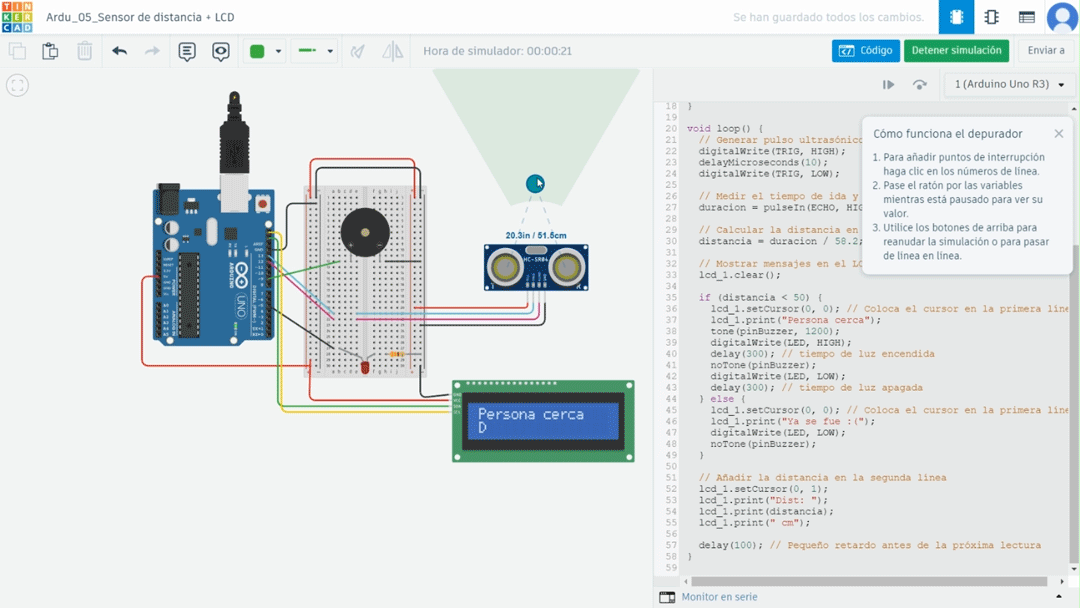 TIN
KER
CAD
Ardu_05_Sensor de distancia + LCD
Se han guardado todos los cambios.
Hora de simulador: 00:00:21
Código
Detener simulación
Enviar a
1 (Arduino Uno R3)
20.3in / 51.5cm
HC-SR04
ARDUINO
UNO
Persona cerca
D
18 }
19
20 void loop() {
21 // Generar pulso ultrasónico
22 digitalWrite(TRIG, HIGH);
23 delayMicroseconds(10);
24 digitalWrite(TRIG, LOW);
25
26 // Medir el tiempo de ida y
27 duracion = pulseIn(ECHO, HIG
28
29 // Calcular la distancia en
30 distancia = duracion / 58.2;
31
32 // Mostrar mensajes en el LC
33 lcd_1.clear();
34
35 if (distancia < 50) {
36 lcd_1.setCursor(0, 0); // Coloca el cursor en la primera líne
37 lcd_1.print("Persona cerca");
38 tone(pinBuzzer, 1200);
39 digitalWrite(LED, HIGH);
40 delay(300); // tiempo de luz encendida
41 noTone(pinBuzzer);
42 digitalWrite(LED, LOW);
43 delay(300); // tiempo de luz apagada
44 } else {
45 lcd_1.setCursor(0, 0); // Coloca el cursor en la primera líne
46 lcd_1.print("Ya se fue :(");
47 digitalWrite(LED, LOW);
48 noTone(pinBuzzer);
49 }
50
51 // Añadir la distancia en la segunda línea
52 lcd_1.setCursor(0, 1);
53 lcd_1.print("Dist: ");
54 lcd_1.print(distancia);
55 lcd_1.print(" cm");
56
57 delay(100); // Pequeño retardo antes de la próxima lectura
58 }
59
Cómo funciona el depurador
1. Para añadir puntos de interrupción
haga clic en los números de línea.
2. Pase el ratón por las variables
mientras está pausado para ver su
valor.
3. Utilice los botones de arriba para
reanudar la simulación o para pasar
de línea en línea.
Monitor en serie